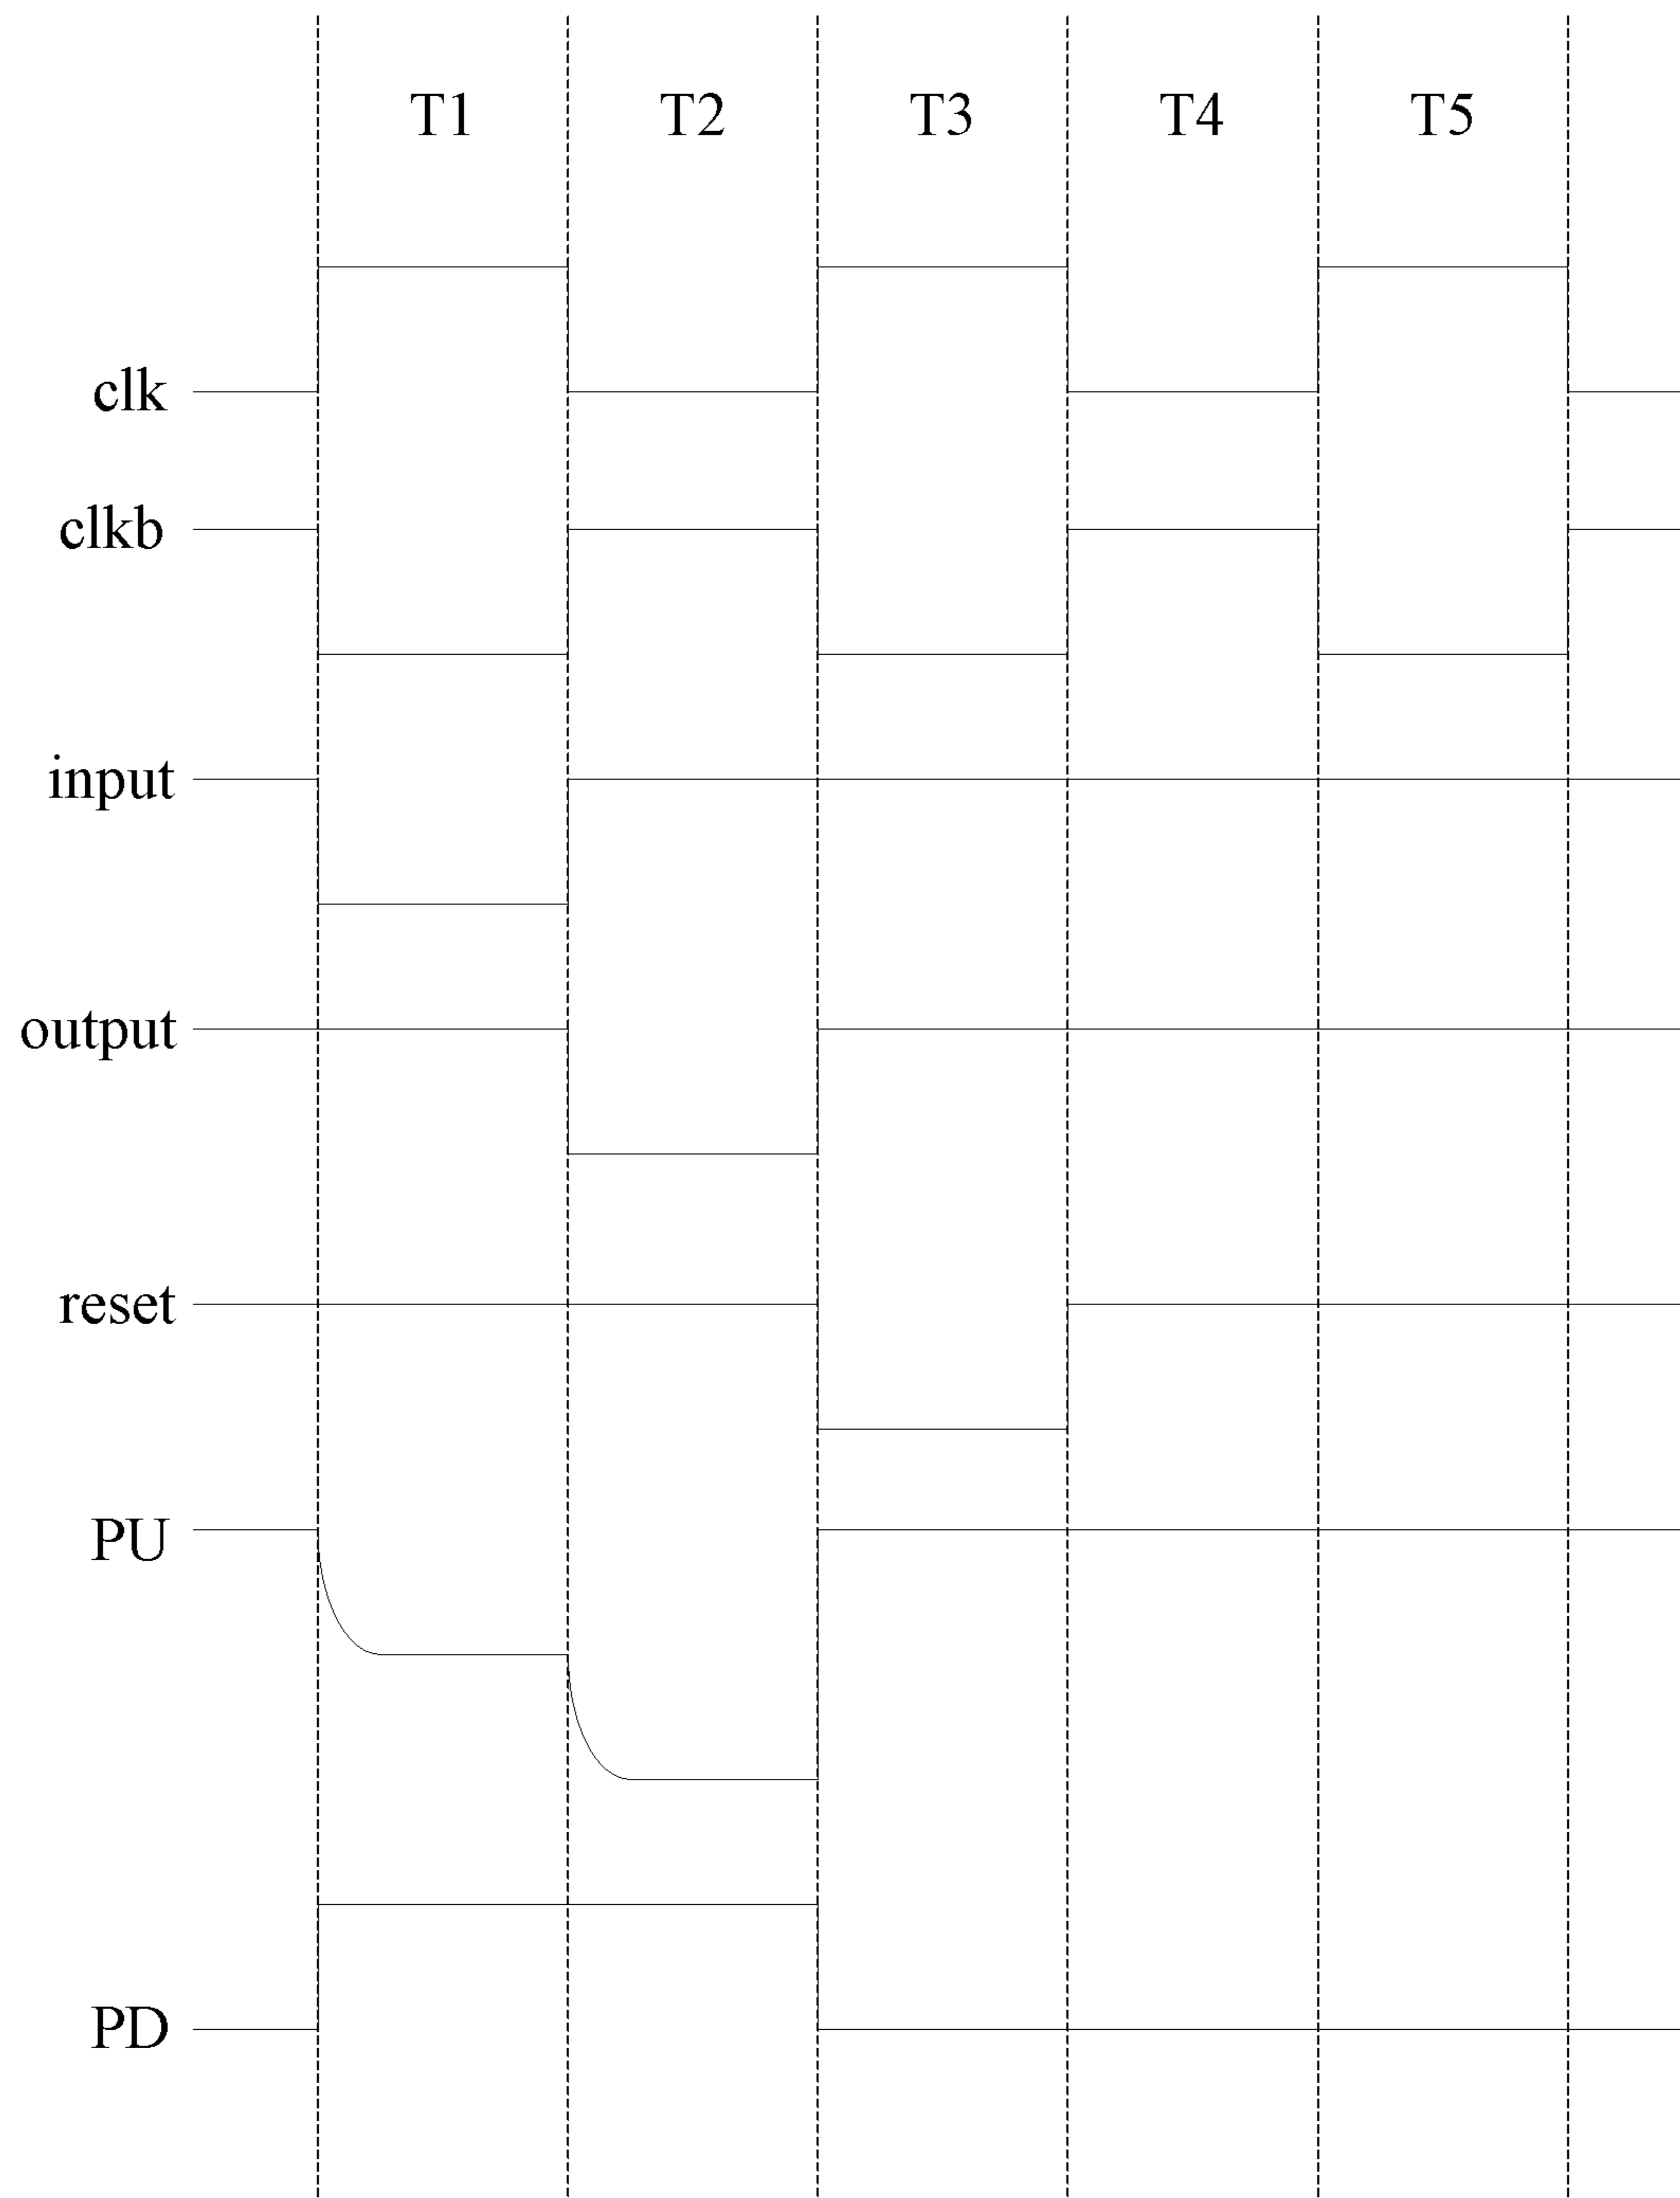 T1 T2 T3 T4 T5
clk
clkb
input
output
reset
PU
PD